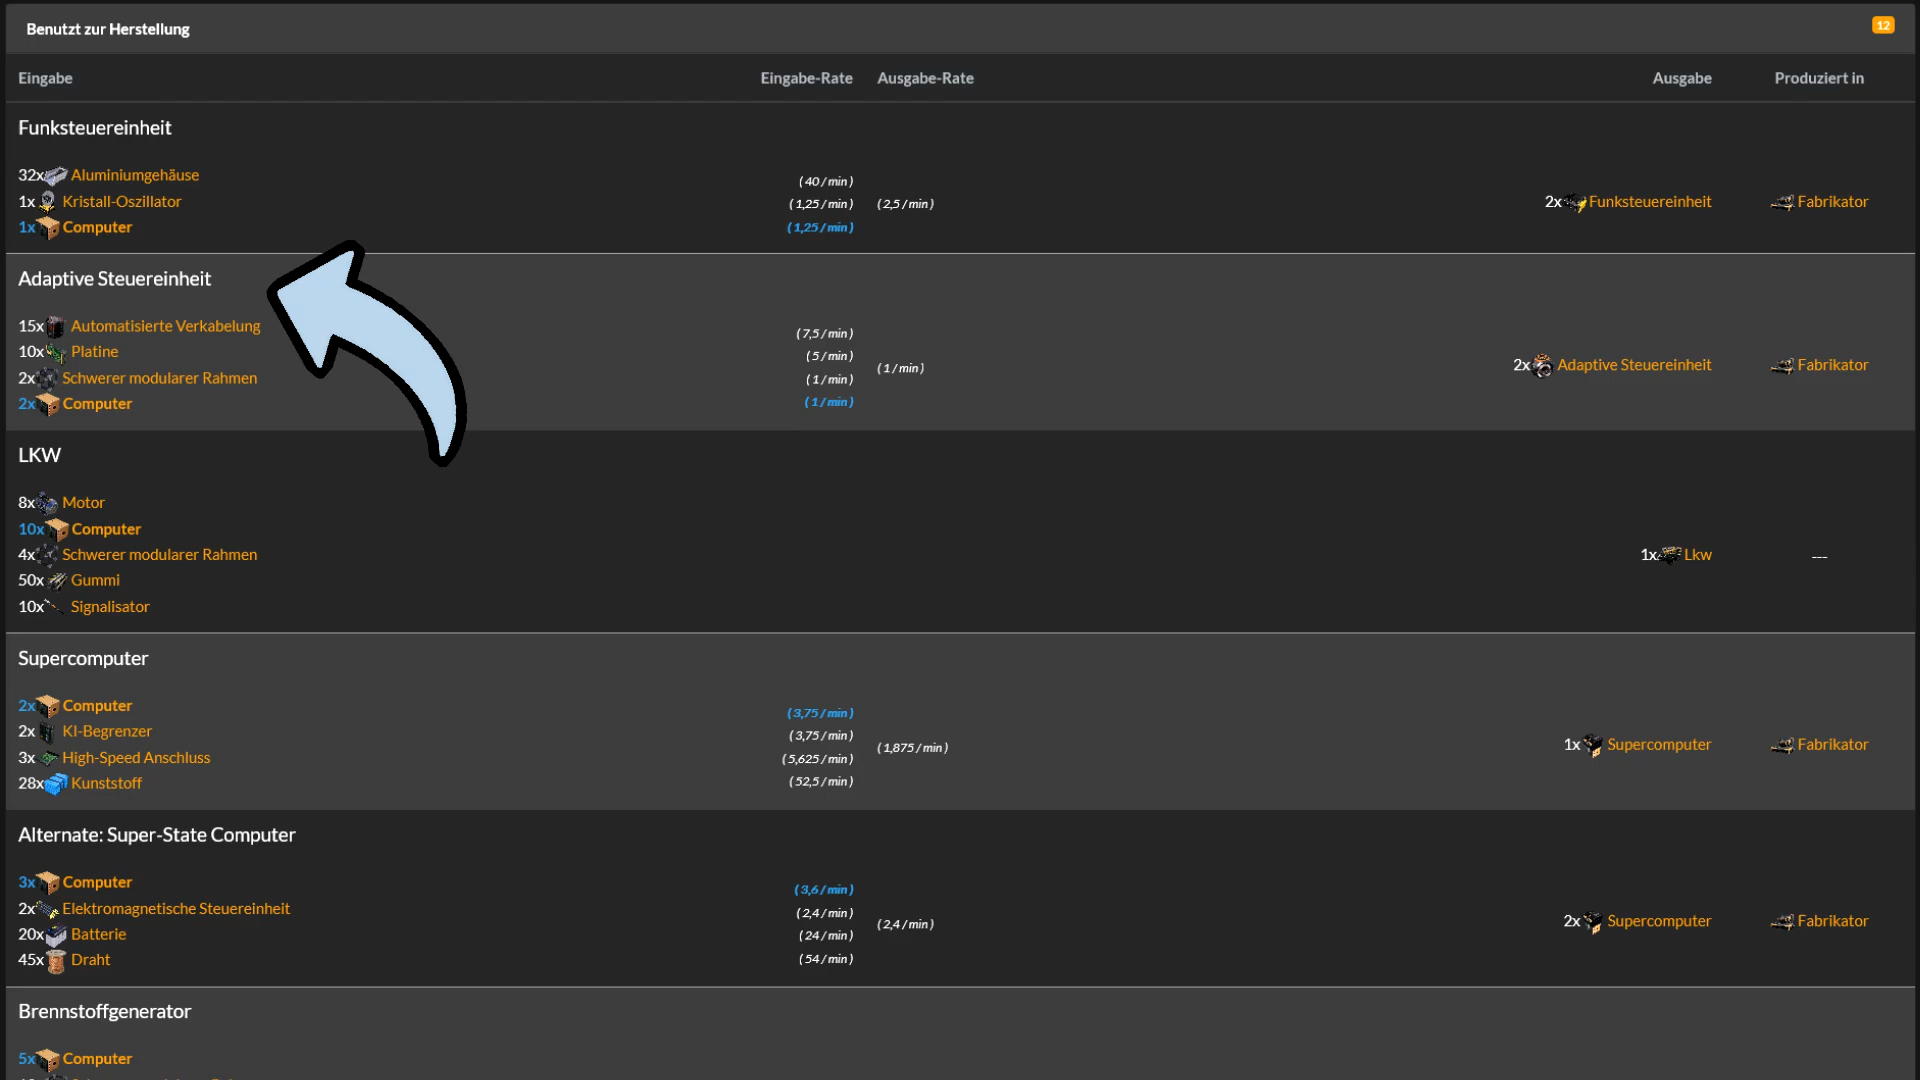 Benutzt zur Herstellung 12
Eingabe Eingabe-Rate Ausgabe-Rate Ausgabe Produziert in
Funksteuereinheit
32x Aluminiumgehäuse (40/min)
1x Kristall-Oszillator (1,25/min) (2,5/min) 2x Funksteuereinheit Fabrikator
1x Computer (1,25/min)
Adaptive Steuereinheit
15x Automatisierte Verkabelung (7,5/min)
10x Platine (5/min) (1/min) 2x Adaptive Steuereinheit Fabrikator
2x Schwerer modularer Rahmen (1/min)
2x Computer (1/min)
LKW
8x Motor
10x Computer
4x Schwerer modularer Rahmen 1x Lkw ---
50x Gummi
10x Signalisator
Supercomputer
2x Computer (3,75/min)
2x KI-Begrenzer (3,75/min) (1,875/min) 1x Supercomputer Fabrikator
3x High-Speed Anschluss (5,625/min)
28x Kunststoff (52,5/min)
Alternate: Super-State Computer
3x Computer (3,6/min)
2x Elektromagnetische Steuereinheit (2,4/min) (2,4/min) 2x Supercomputer Fabrikator
20x Batterie (24/min)
45x Draht (54/min)
Brennstoffgenerator
5x Computer